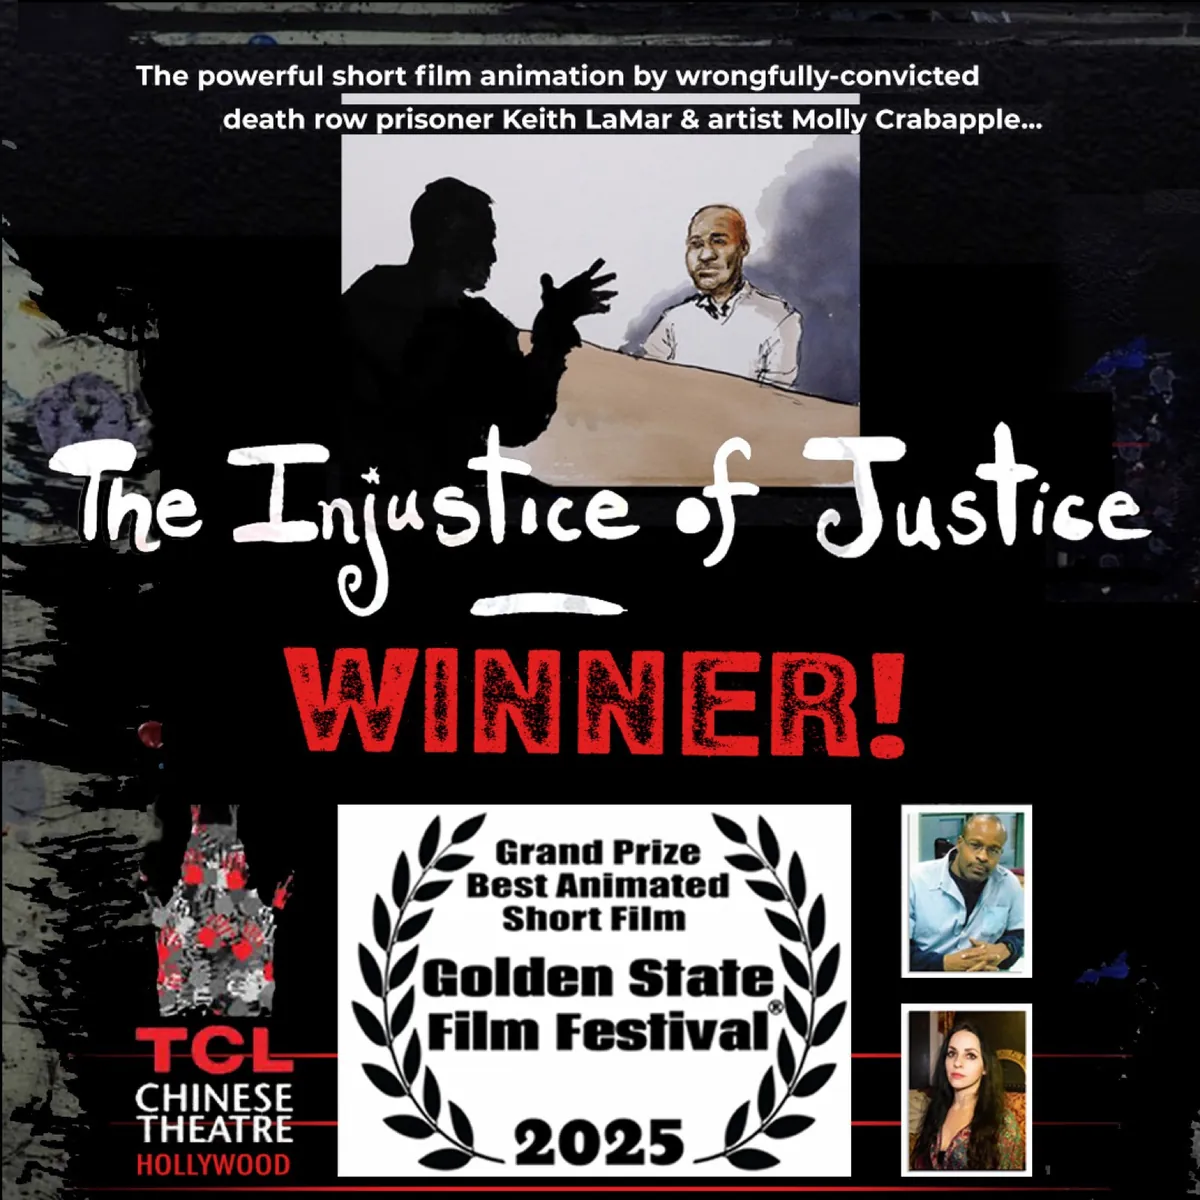 The powerful short film animation by wrongfully-convicted
death row prisoner Keith LaMar & artist Molly Crabapple...
The Injustice of Justice
WINNER!
Grand Prize
Best Animated
Short Film
Golden State
Film Festival®
2025
TCL
CHINESE
THEATRE
HOLLYWOOD